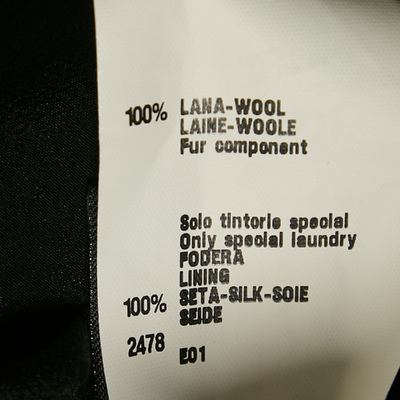 100% LANA-WOOL
LAINE-WOOLE
Fur component
Solo tintorie special
Only special laundry
FODERA
LINING
100% SETA-SILK-SOIE
SEIDE
2478 E01